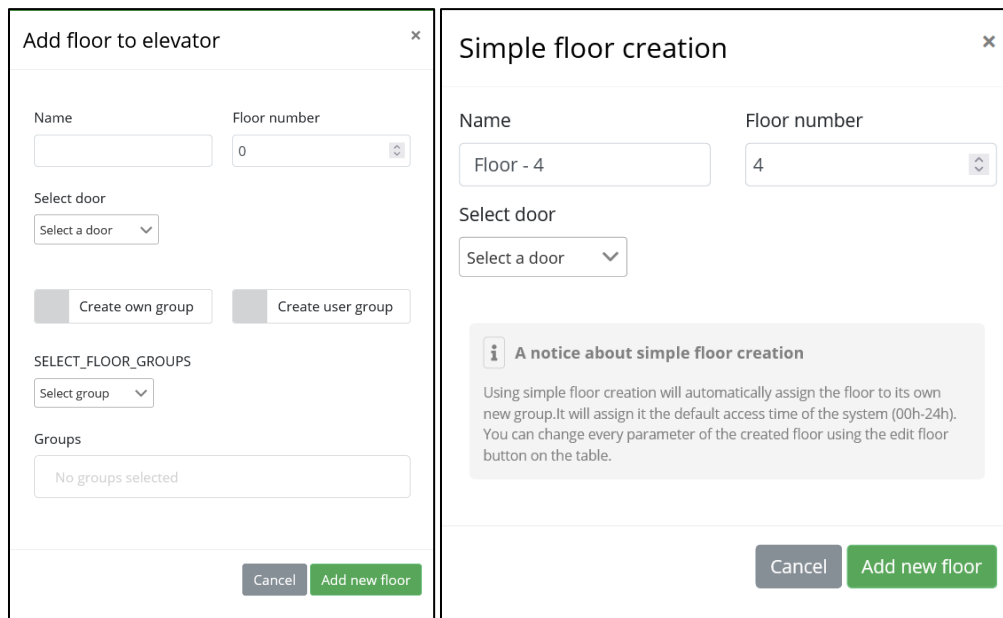 Add floor to elevator
×
Name
Floor number
0
Select door
Select a door
Create own group
Create user group
SELECT_FLOOR_GROUPS
Select group
Groups
No groups selected
Cancel
Add new floor
Simple floor creation
×
Name
Floor number
Floor - 4
4
Select door
Select a door
i A notice about simple floor creation
Using simple floor creation will automatically assign the floor to its own
new group.It will assign it the default access time of the system (00h-24h).
You can change every parameter of the created floor using the edit floor
button on the table.
Cancel
Add new floor